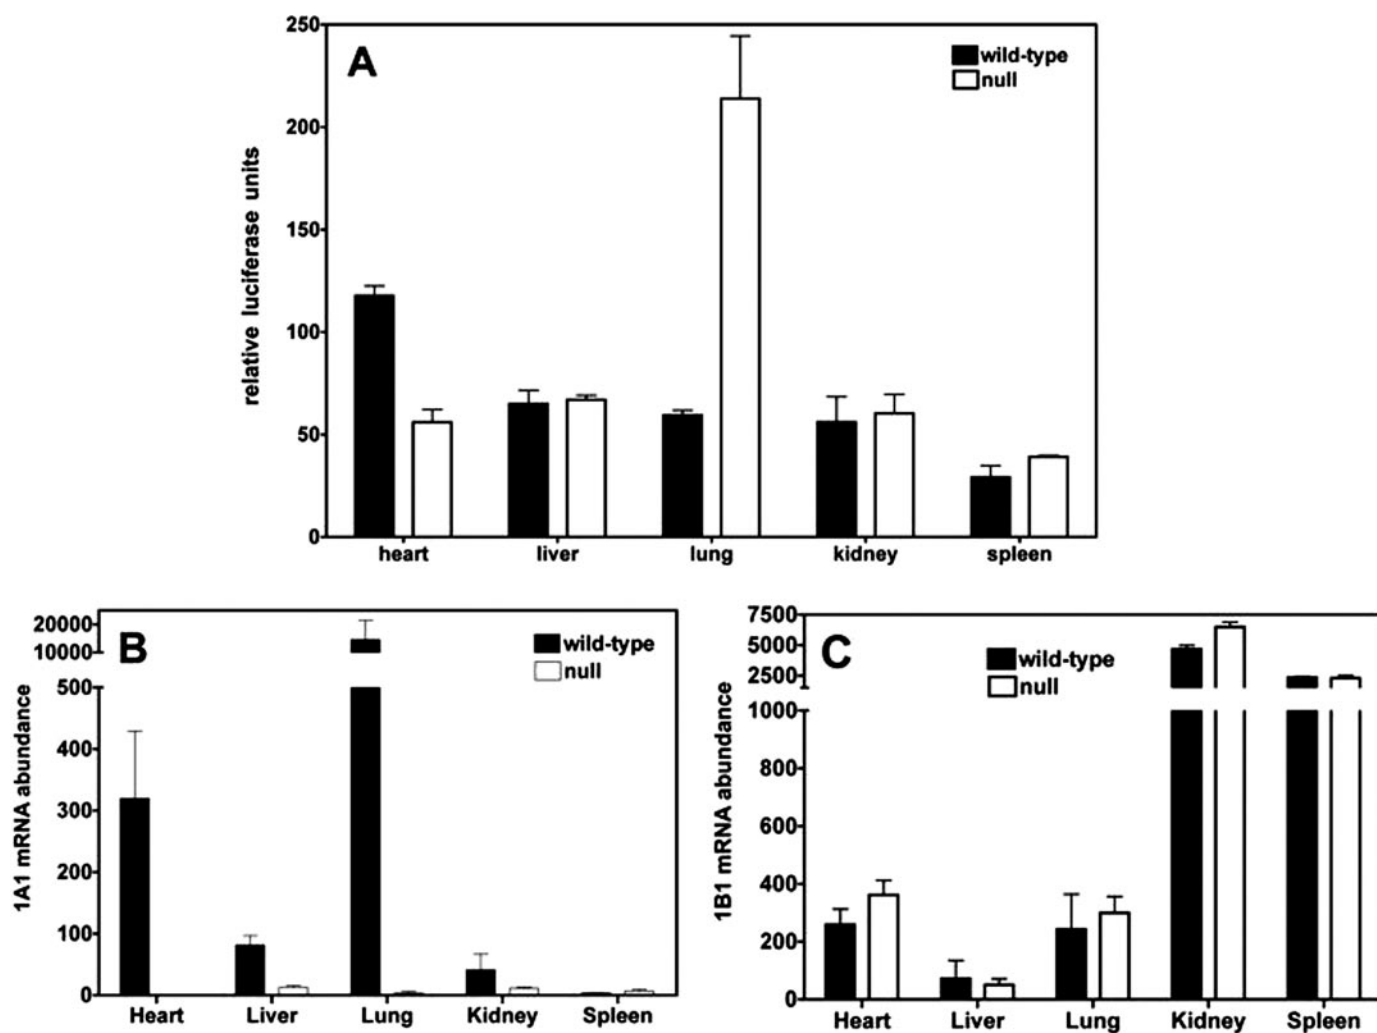 A
wild-type
null
relative luciferase units
250
200
150
100
50
0
heart liver lung kidney spleen
B
wild-type
null
1A1 mRNA abundance
20000
10000
500
400
300
200
100
0
Heart Liver Lung Kidney Spleen
C
wild-type
null
1B1 mRNA abundance
7500
5000
2500
1000
800
600
400
200
0
Heart Liver Lung Kidney Spleen